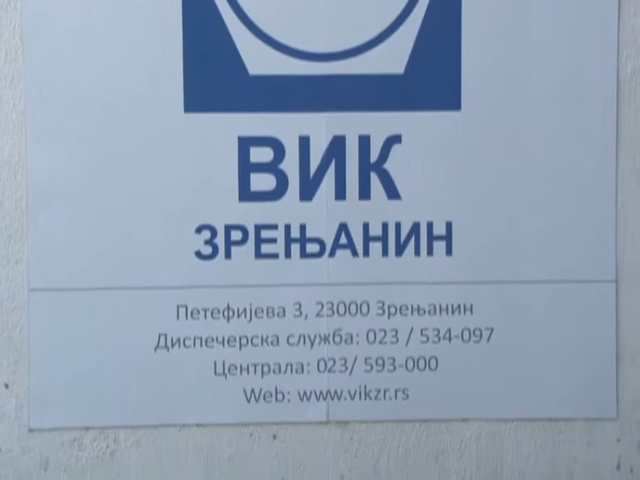 ВИК
ЗРЕЊАНИН
Петефијева 3, 23000 Зрењанин
Диспечерска служба: 023 / 534-097
Централа: 023/ 593-000
Web: www.vikzr.rs